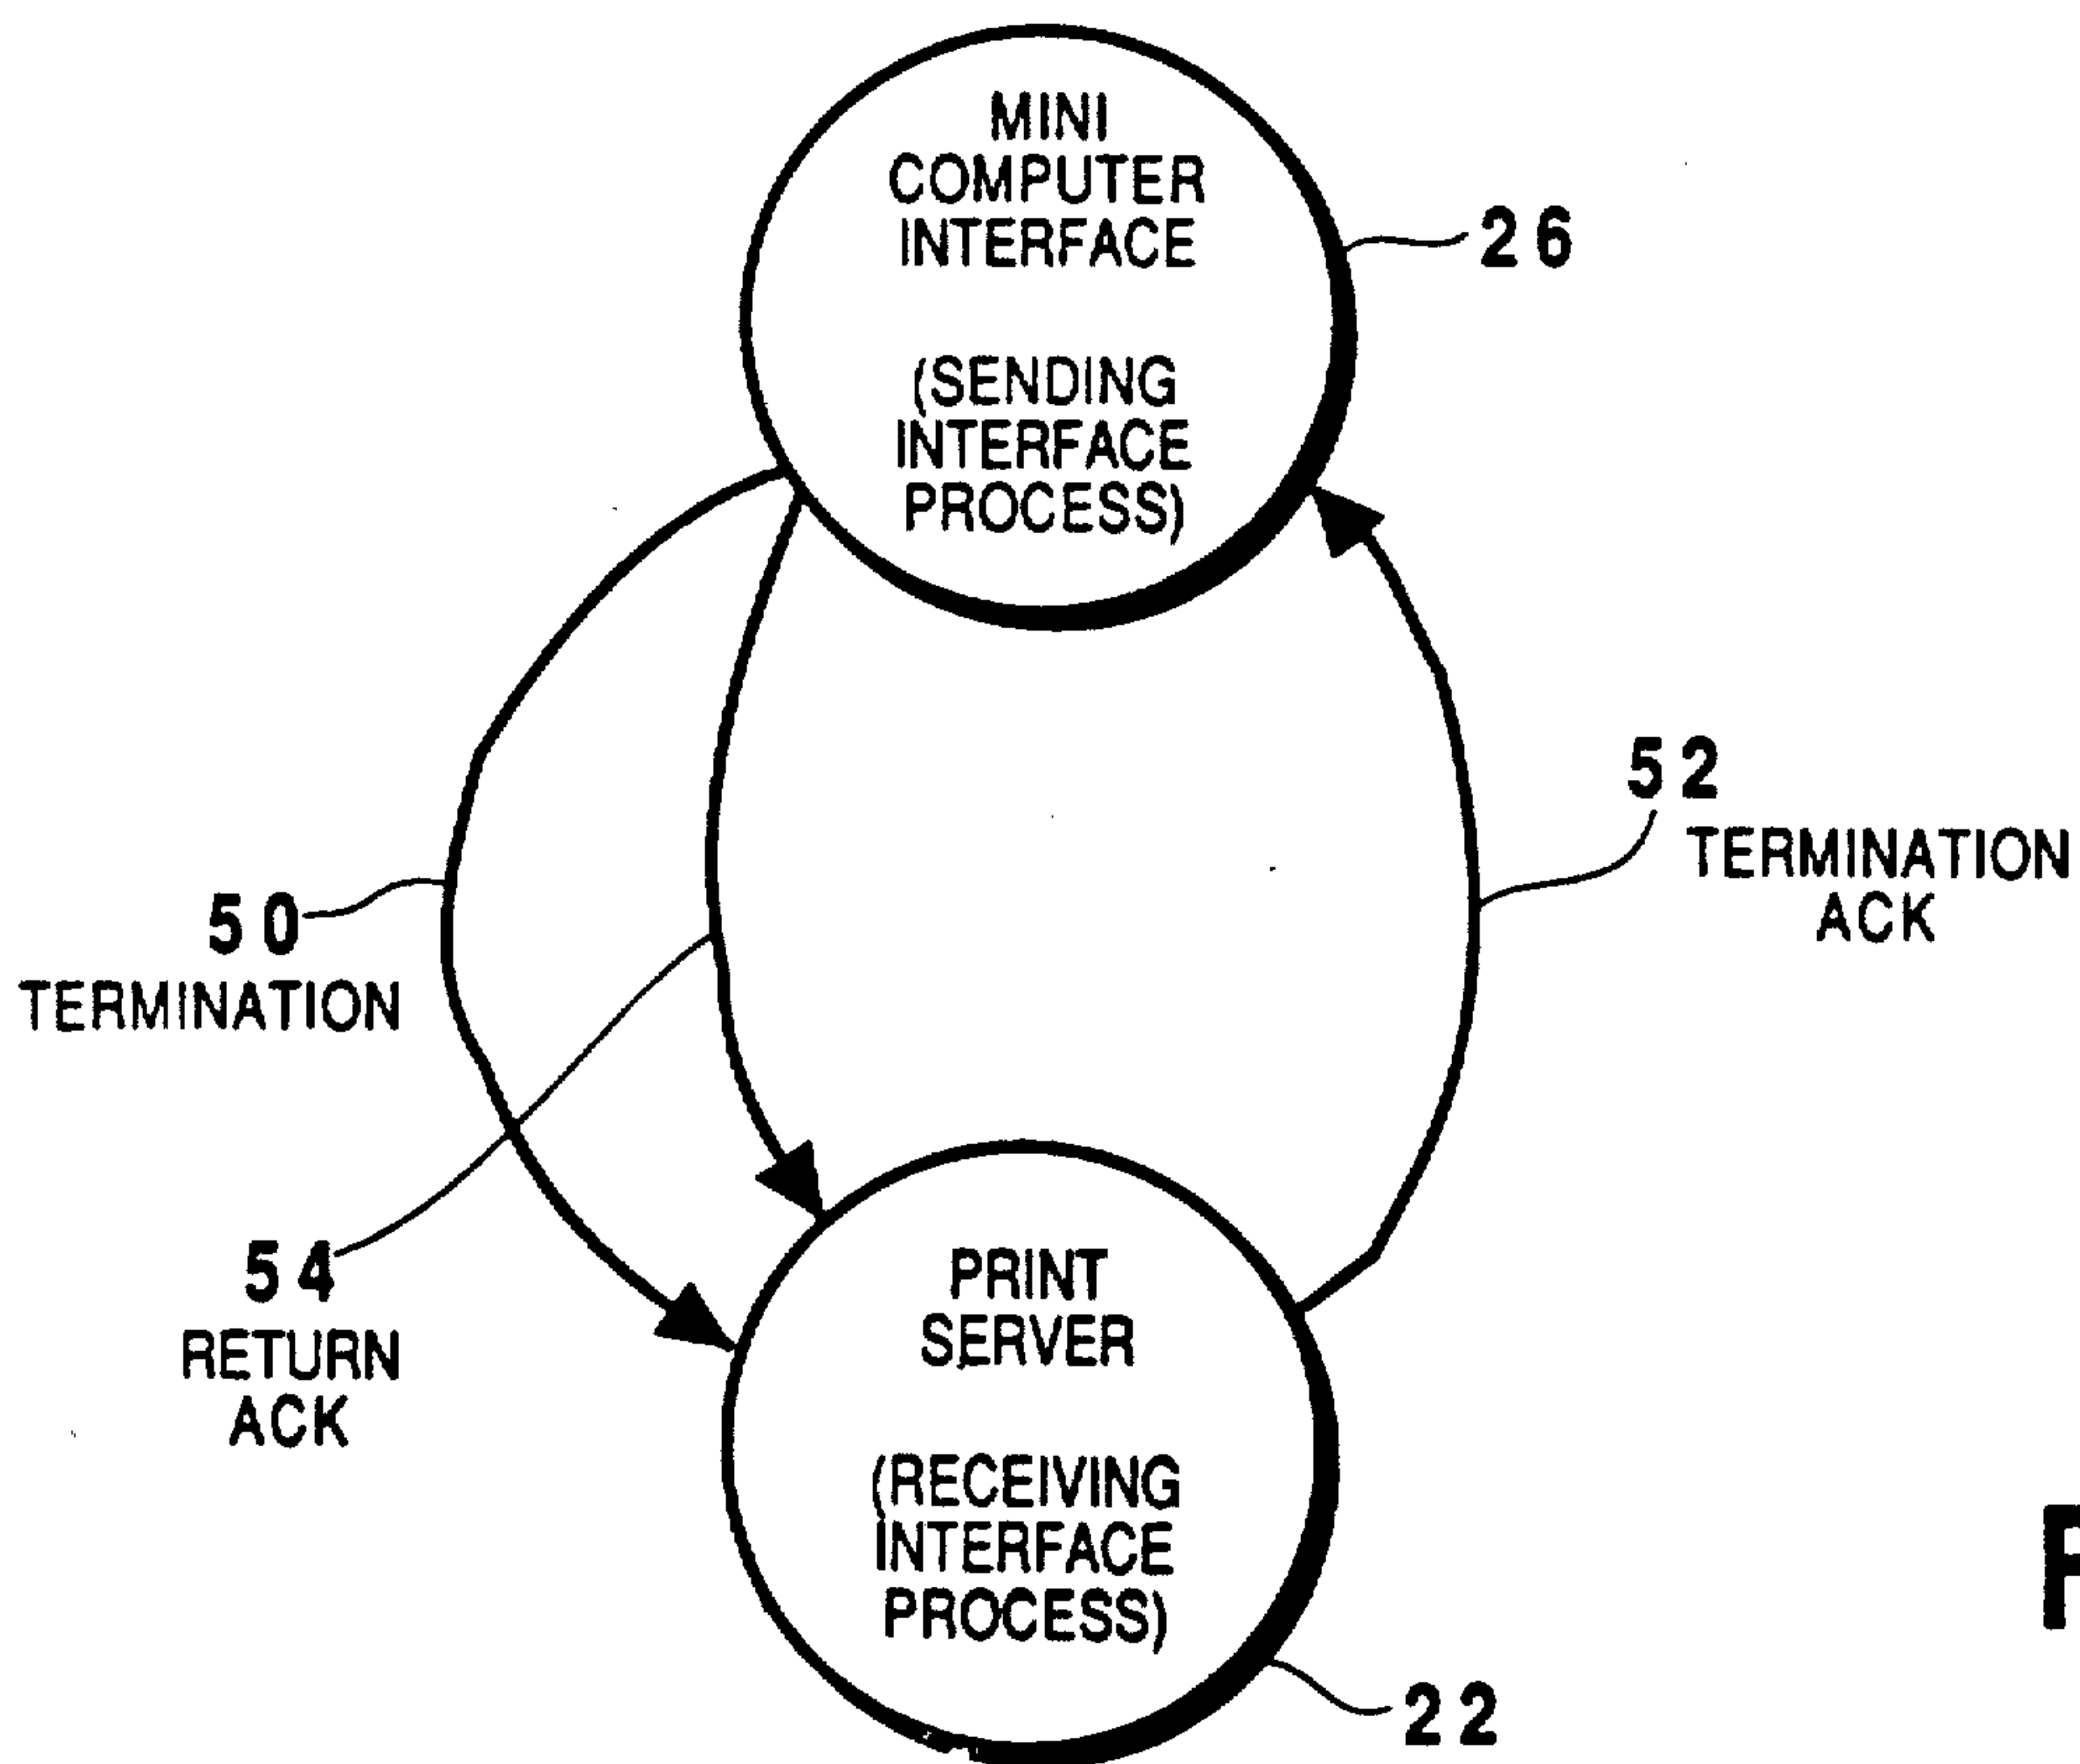 MINI
COMPUTER
INTERFACE
(SENDING
INTERFACE
PROCESS)
26
52
TERMINATION
ACK
50
TERMINATION
54
RETURN
ACK
PRINT
SERVER
(RECEIVING
INTERFACE
PROCESS)
22